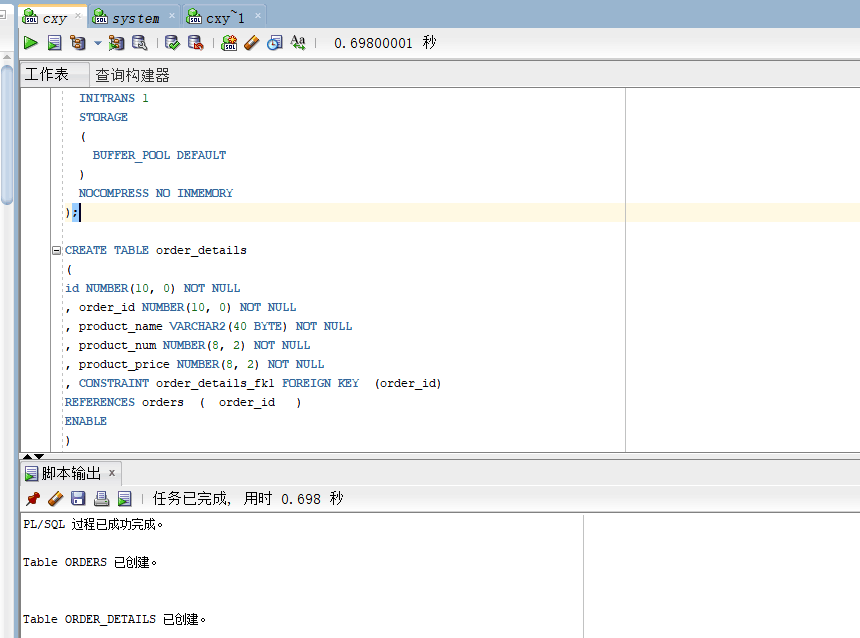 cxy
system
cxy~1
0.69800001 秒
工作表
查询构建器
INITRANS 1
STORAGE
(
BUFFER_POOL DEFAULT
)
NOCOMPRESS NO INMEMORY
);
CREATE TABLE order_details
(
id NUMBER(10, 0) NOT NULL
, order_id NUMBER(10, 0) NOT NULL
, product_name VARCHAR2(40 BYTE) NOT NULL
, product_num NUMBER(8, 2) NOT NULL
, product_price NUMBER(8, 2) NOT NULL
, CONSTRAINT order_details_fk1 FOREIGN KEY  (order_id)
REFERENCES orders  (  order_id   )
ENABLE
)
脚本输出
任务已完成, 用时 0.698 秒
PL/SQL 过程已成功完成。
Table ORDERS 已创建。
Table ORDER_DETAILS 已创建。